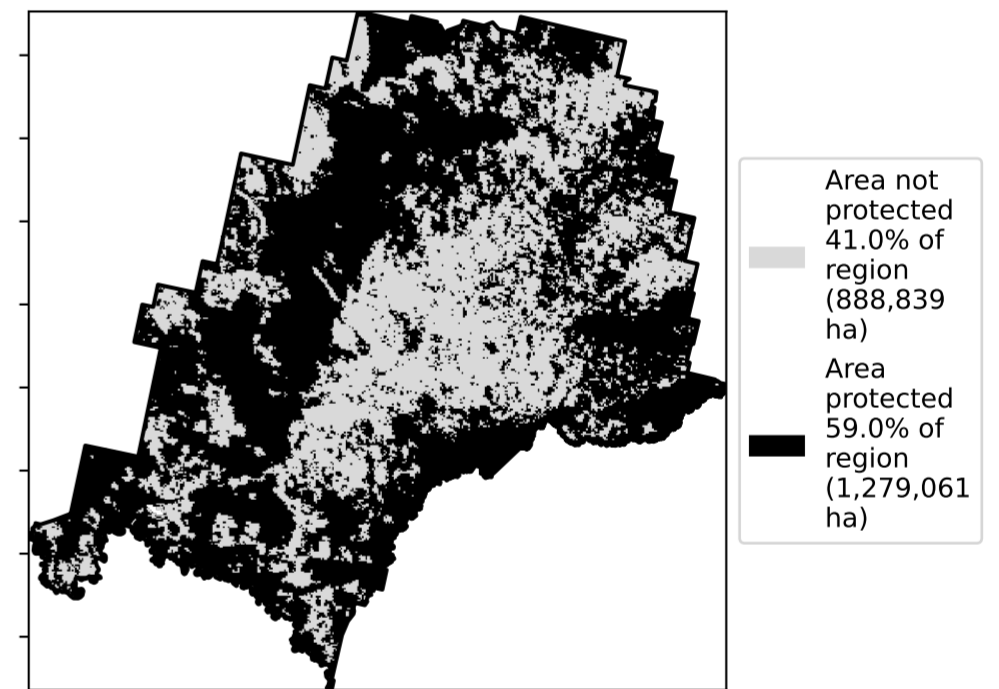 Area not
protected
41.0% of
region
(888,839
ha)
Area
protected
59.0% of
region
(1,279,061
ha)